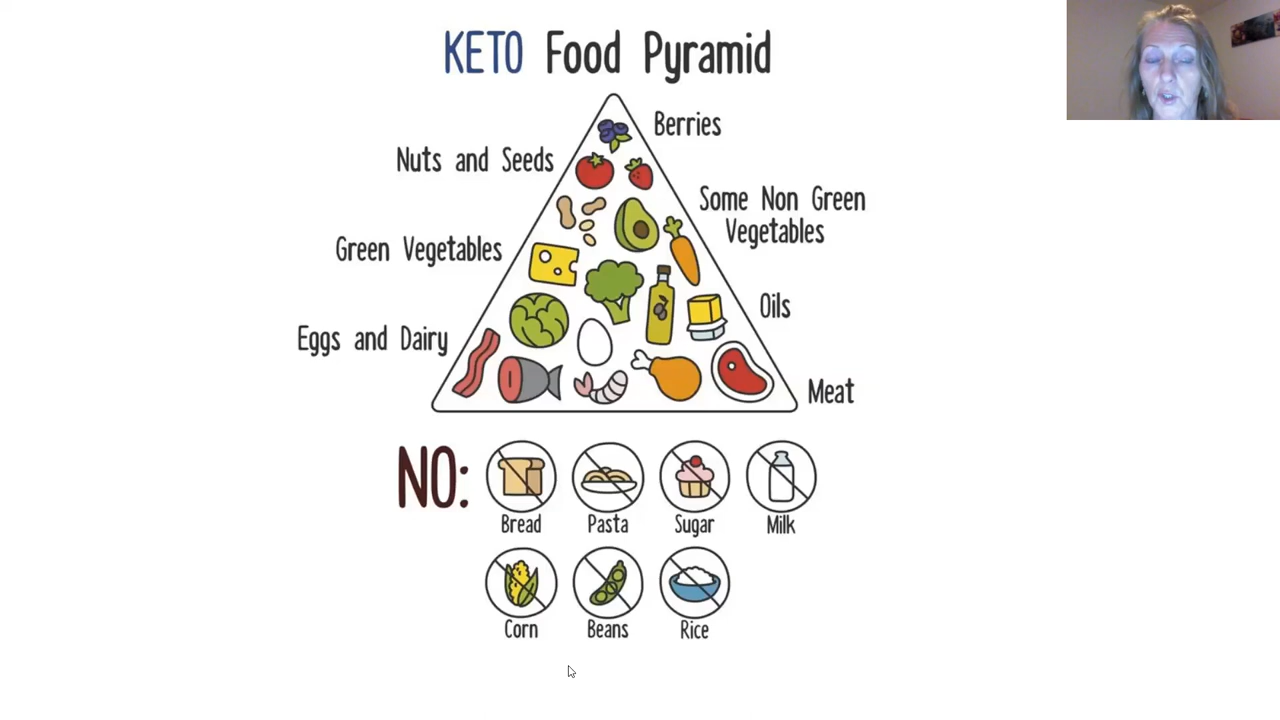 KETO Food Pyramid
Berries
Nuts and Seeds
Some Non Green
Vegetables
Green Vegetables
Oils
Eggs and Dairy
Meat
NO:
Bread
Pasta
Sugar
Milk
Corn
Beans
Rice